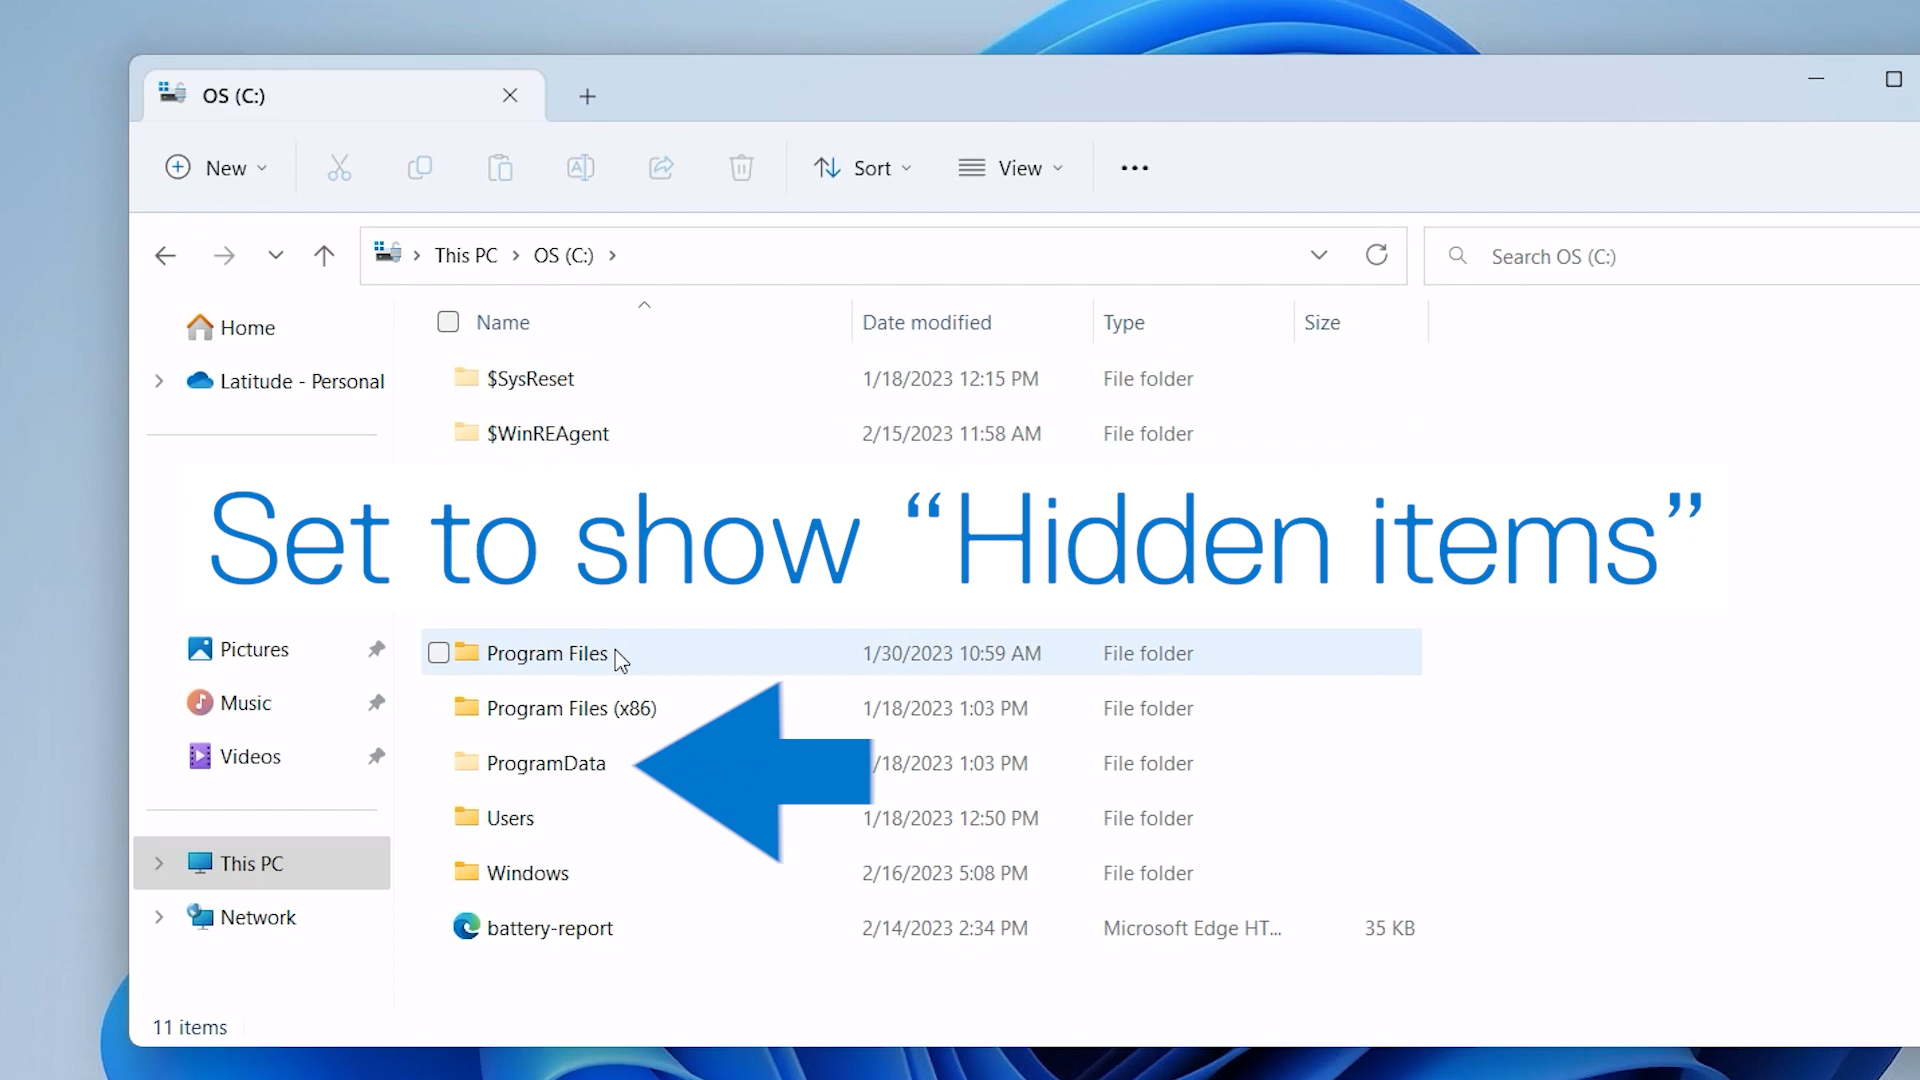 OS (C:)
New
Sort
View
This PC
OS (C:)
Search OS (C:)
Home
Latitude - Personal
Pictures
Music
Videos
This PC
Network
Name Date modified Type Size
$SysReset 1/18/2023 12:15 PM File folder
$WinREAgent 2/15/2023 11:58 AM File folder
Set to show “Hidden items”
Program Files 1/30/2023 10:59 AM File folder
Program Files (x86) 1/18/2023 1:03 PM File folder
ProgramData /18/2023 1:03 PM File folder
Users 1/18/2023 12:50 PM File folder
Windows 2/16/2023 5:08 PM File folder
battery-report 2/14/2023 2:34 PM Microsoft Edge HT... 35 KB
11 items